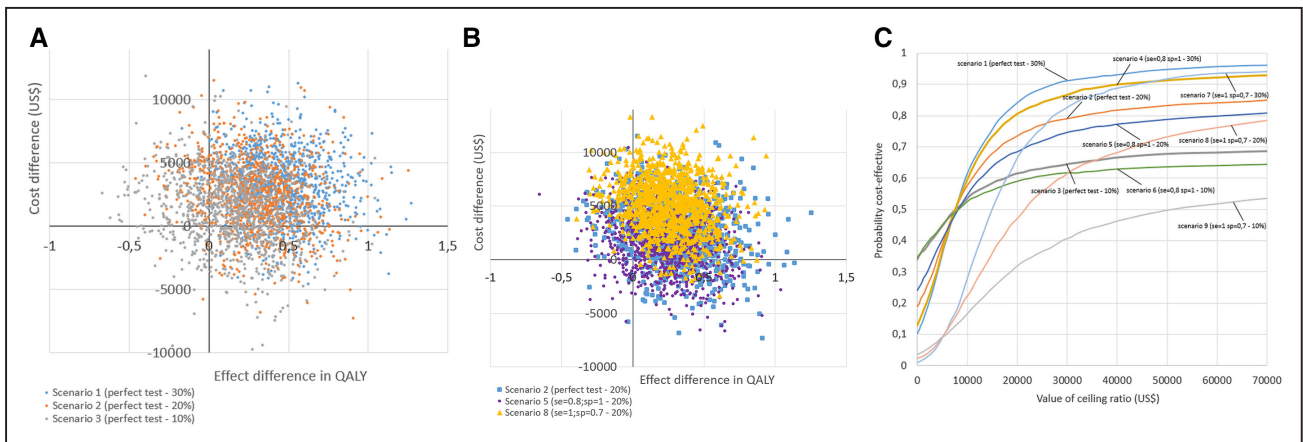 A
Cost difference (US$)
10000
5000
0
-5000
-10000
-1
-0,5
0
0,5
1
1,5
Effect difference in QALY
Scenario 1 (perfect test - 30%)
Scenario 2 (perfect test - 20%)
Scenario 3 (perfect test - 10%)
B
Cost difference (US$)
10000
5000
0
-5000
-10000
-1
-0,5
0
0,5
1
1,5
Effect difference in QALY
Scenario 2 (perfect test - 20%)
Scenario 5 (se=0.8;sp=1 - 20%)
Scenario 8 (se=1;sp=0.7 - 20%)
C
Probability cost-effective
1
0,9
0,8
0,7
0,6
0,5
0,4
0,3
0,2
0,1
0
0
10000
20000
30000
40000
50000
60000
70000
Value of ceiling ratio (US$)
scenario 1 (perfect test - 30%)
scenario 4 (se=0,8 sp=1 - 30%)
scenario 2 (perfect test - 20%)
scenario 7 (se=1 sp=0,7 - 30%)
scenario 5 (se=0,8 sp=1 - 20%
scenario 8 (se=1 sp=0,7 - 20%)
scenario 3 (perfect test - 10%)
scenario 6 (se=0,8 sp=1 - 10%)
scenario 9 (se=1 sp=0,7 - 10%)